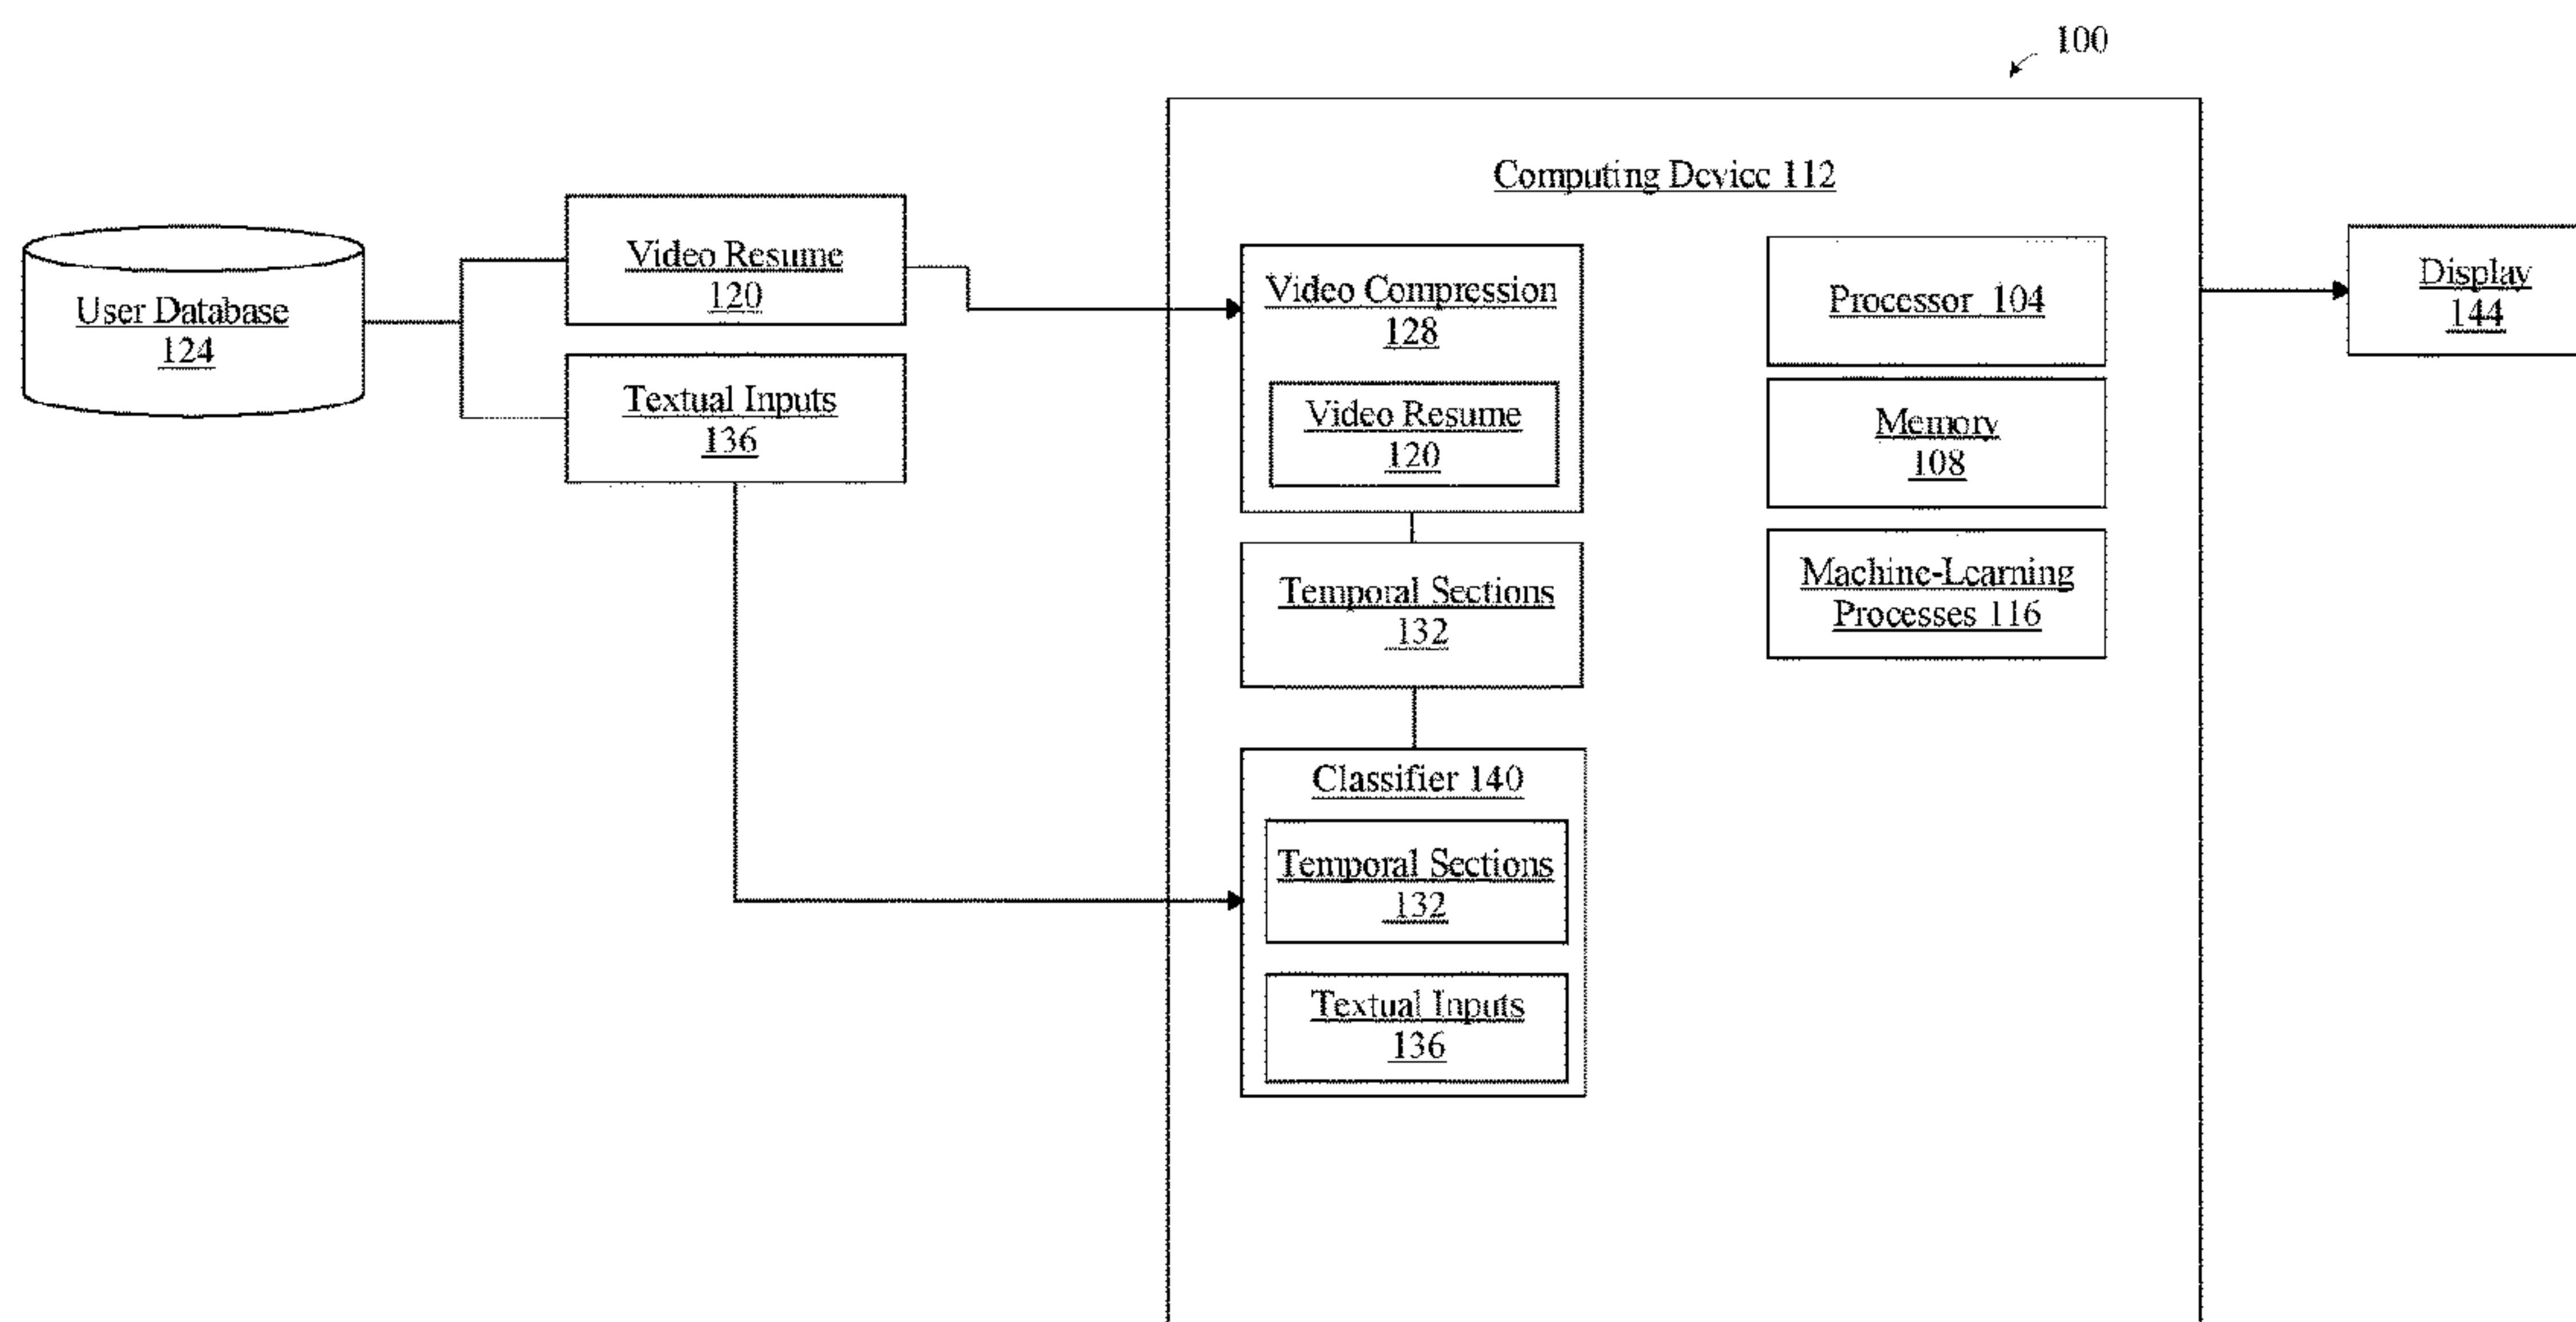 100
Computing Device 112
User Database
124
Video Resume
120
Textual Inputs
136
Video Compression
128
Video Resume
120
Temporal Sections
132
Classifier 140
Temporal Sections
132
Textual Inputs
136
Processor 104
Memory
108
Machine-Learning
Processes 116
Display
144